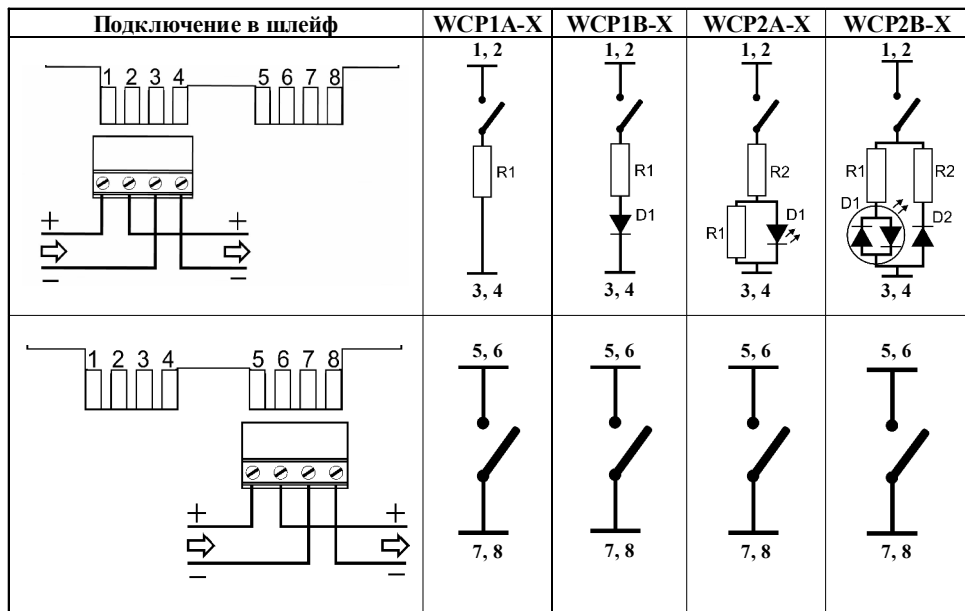 Подключение в шлейф WCP1A-X WCP1B-X WCP2A-X WCP2B-X
1 2 3 4 5 6 7 8
+ +
– –
1, 2
R1
3, 4
1, 2
R1
D1
3, 4
1, 2
R2
R1 D1
3, 4
1, 2
R1 R2
D1 D2
3, 4
1 2 3 4 5 6 7 8
+ +
– –
5, 6
7, 8
5, 6
7, 8
5, 6
7, 8
5, 6
7, 8